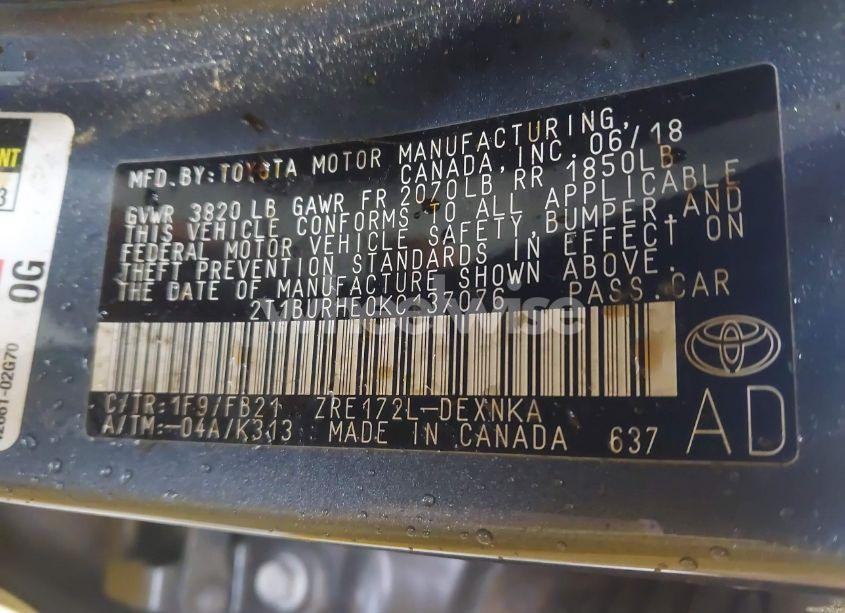 MFD.BY:TOYOTA MOTOR MANUFACTURING,
CANADA, INC. 06/18
GVWR 3820 LB GAWR FR 2070LB RR 1850LB
THIS VEHICLE CONFORMS TO ALL APPLICABLE
FEDERAL MOTOR VEHICLE SAFETY,BUMPER,AND
THEFT PREVENTION STANDARDS IN EFFECT ON
THE DATE OF MANUFACTURE SHOWN ABOVE.
2T1BURHE0KC137076 PASS.CAR
C/TR:1F9/FB21 ZRE172L-DEXNKA
A/TM:-04A/K313 MADE IN CANADA 637
AD
0G
02G70